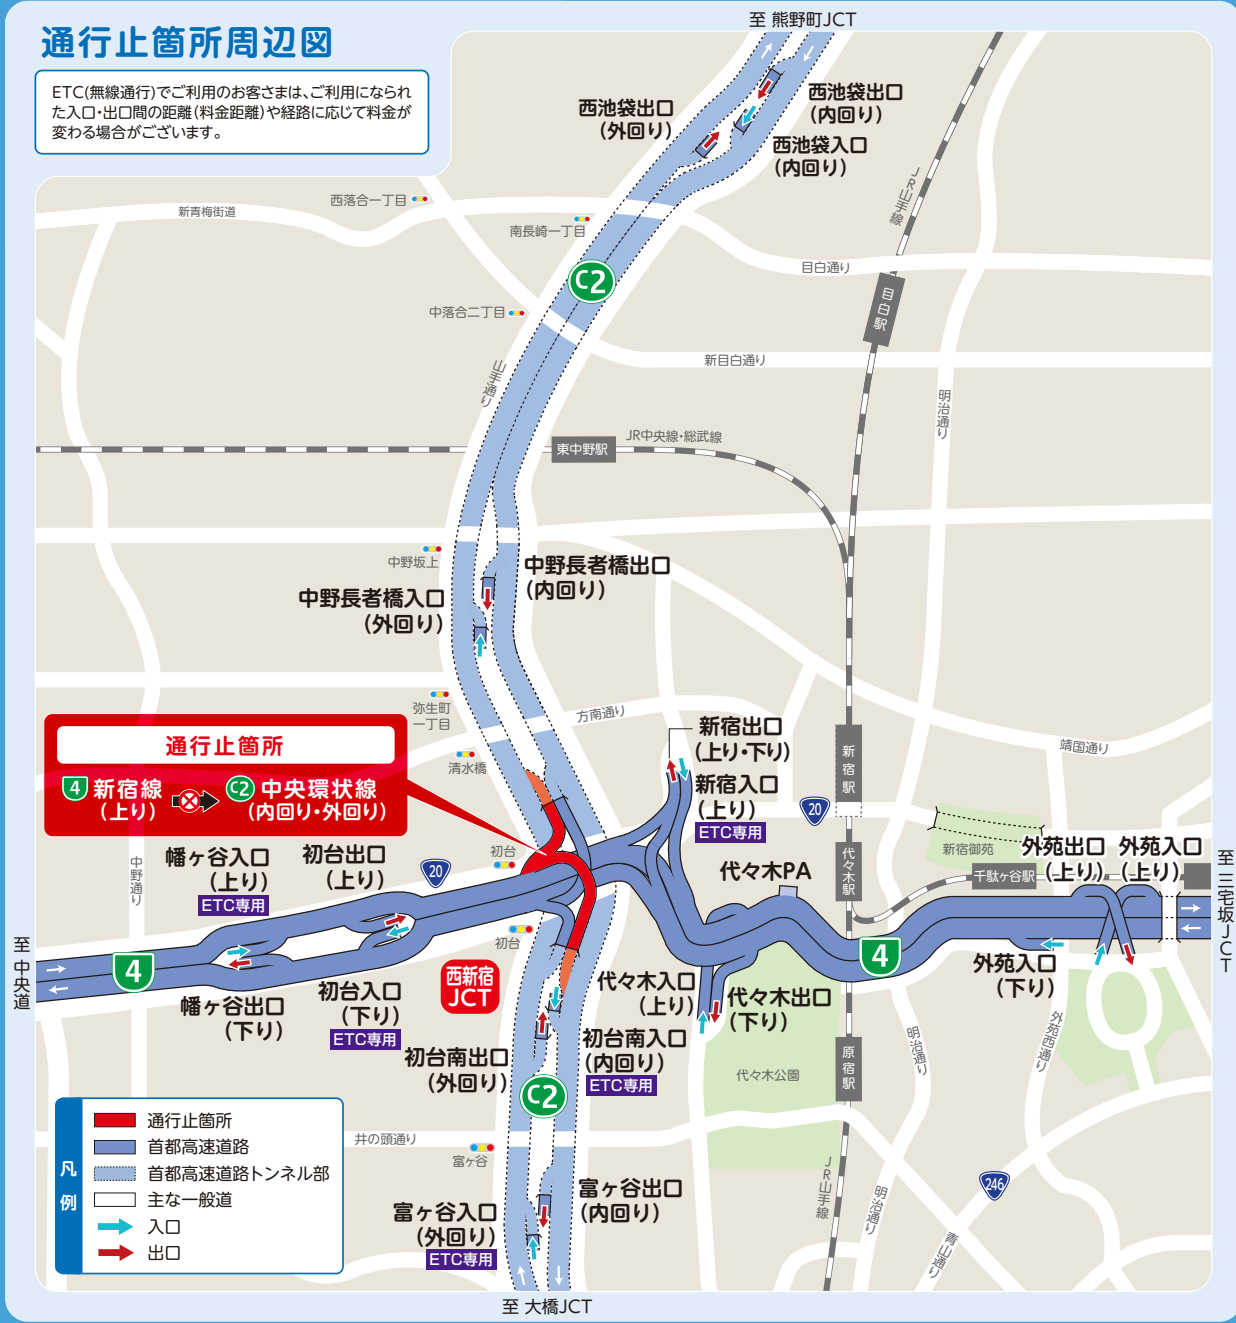 通行止箇所周辺図
ETC(無線通行)でご利用のお客さまは、ご利用になられ
た入口・出口間の距離(料金距離)や経路に応じて料金が
変わる場合がございます。
至 熊野町JCT
西池袋出口
(外回り)
西池袋出口
(内回り)
西池袋入口
(内回り)
JR山手線
西落合一丁目
新青梅街道
南長崎一丁目
目白通り
C2
目白駅
中落合二丁目
新目白通り
山手通り
明治通り
JR中央線・総武線
東中野駅
中野坂上
中野長者橋出口
(内回り)
中野長者橋入口
(外回り)
弥生町
一丁目
方南通り
清水橋
通行止箇所
4 新宿線
(上り)
C2 中央環状線
(内回り・外回り)
新宿出口
(上り・下り)
新宿入口
(上り)
ETC専用
新宿駅
20
靖国通り
新宿御苑
外苑出口
(上り)
外苑入口
(上り)
千駄ヶ谷駅
代々木駅
代々木PA
初台
20
幡ヶ谷入口
(上り)
ETC専用
初台出口
(上り)
中野通り
至 三宅坂JCT
至 中央道
4
初台
西新宿
JCT
4
外苑入口
(下り)
幡ヶ谷出口
(下り)
初台入口
(下り)
ETC専用
代々木入口
(上り)
代々木出口
(下り)
初台南出口
(外回り)
初台南入口
(内回り)
ETC専用
明治通り
外苑西通り
原宿駅
代々木公園
C2
凡例
通行止箇所
首都高速道路
首都高速道路トンネル部
主な一般道
入口
出口
井の頭通り
富ヶ谷
富ヶ谷入口
(外回り)
ETC専用
富ヶ谷出口
(内回り)
JR山手線
明治通り
246
青山通り
至 大橋JCT